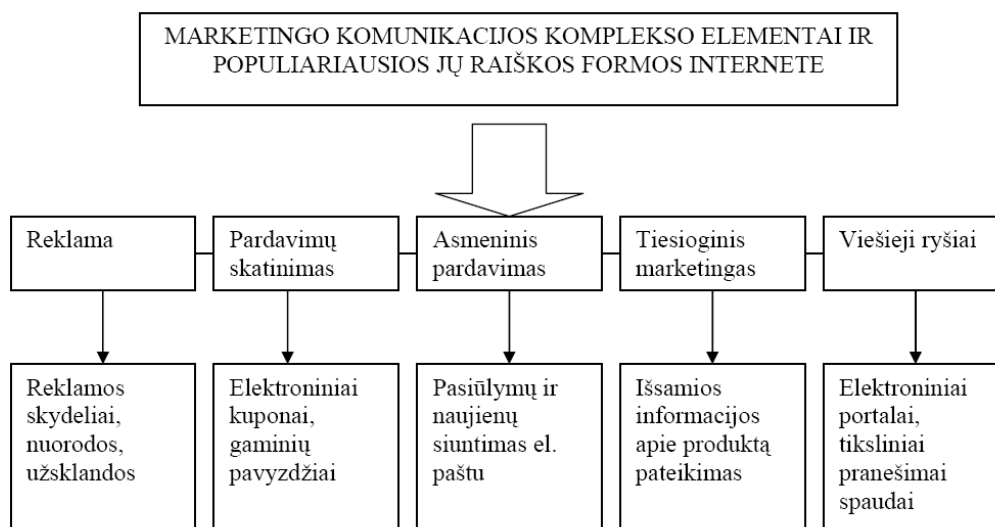 MARKETINGO KOMUNIKACIJOS KOMPLEKSO ELEMENTAI IR
POPULIARIAUSIOS JŲ RAIŠKOS FORMOS INTERNETE
Reklama
Pardavimų
skatinimas
Asmeninis
pardavimas
Tiesioginis
marketingas
Viešieji ryšiai
Reklamos
skydeliai,
nuorodos,
užsklandos
Elektroniniai
kuponai,
gaminių
pavyzdžiai
Pasiūlymų ir
naujienų
siuntimas el.
paštu
Išsamios
informacijos
apie produktą
pateikimas
Elektroniniai
portalai,
tiksliniai
pranešimai
spaudai